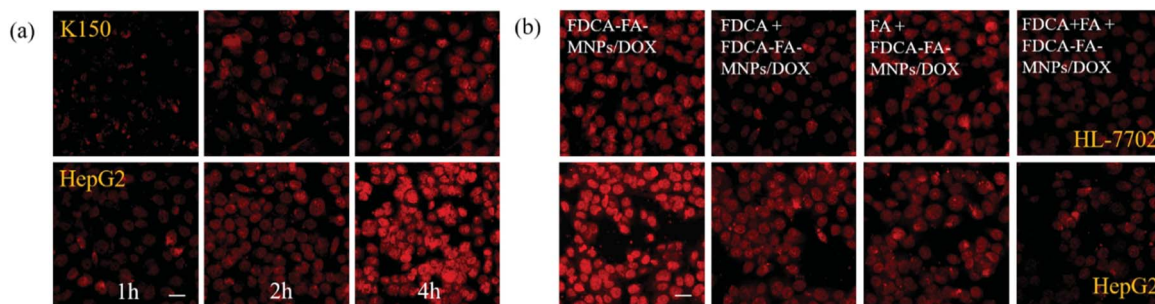 (a)
K150
HepG2
1h
2h
4h
(b)
FDCA-FA-
MNPs/DOX
FDCA +
FDCA-FA-
MNPs/DOX
FA +
FDCA-FA-
MNPs/DOX
FDCA+FA +
FDCA-FA-
MNPs/DOX
HL-7702
HepG2